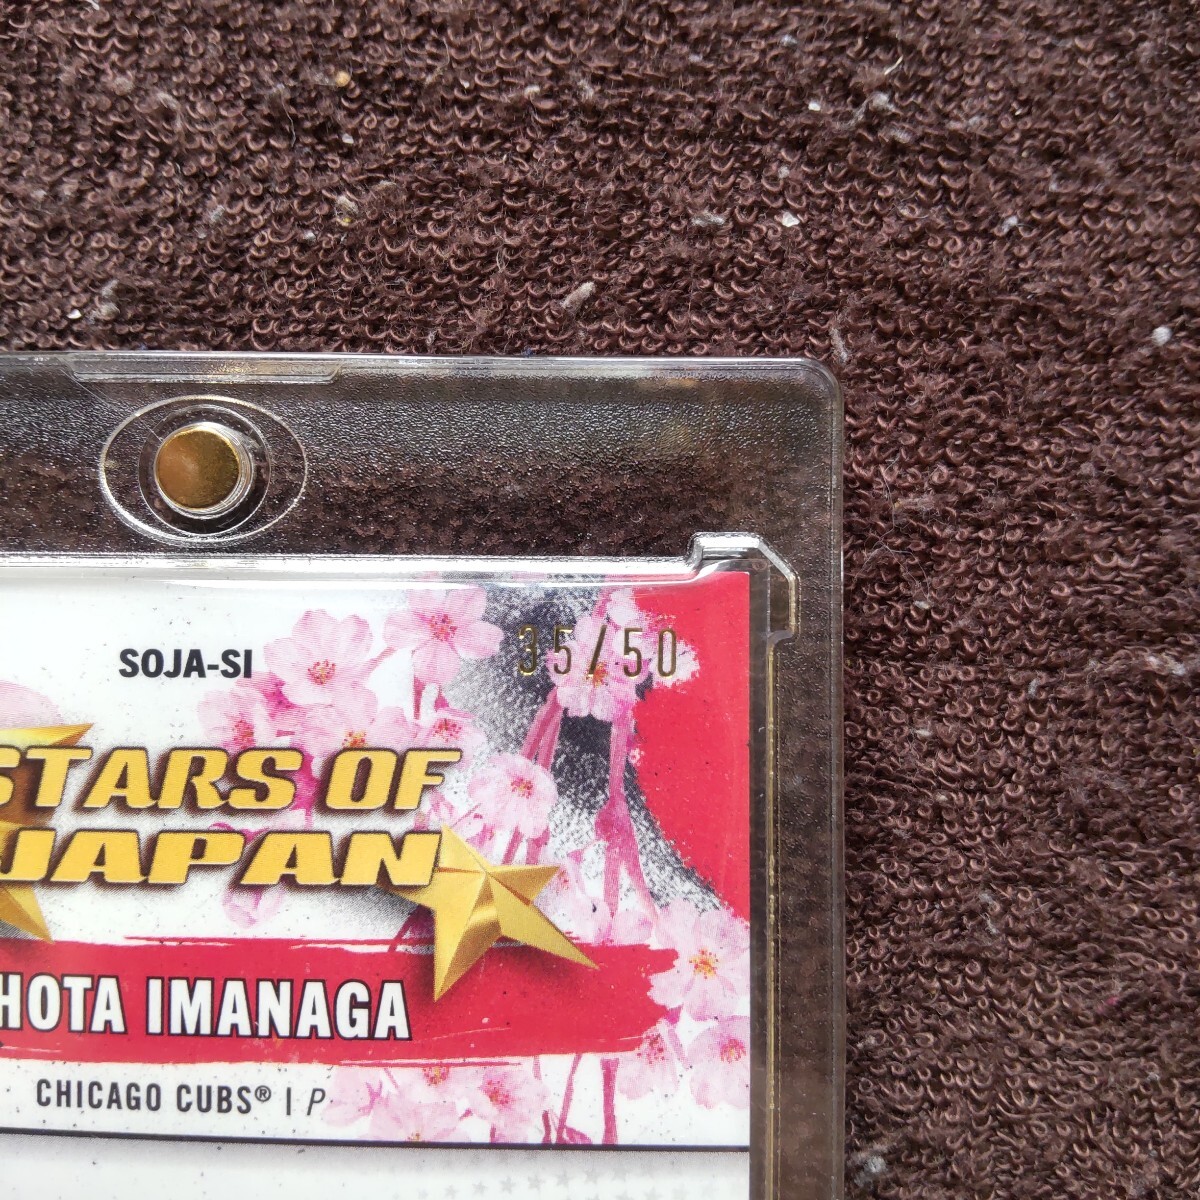 SOJA-SI
35/50
STARS OF
JAPAN
HOTA IMANAGA
CHICAGO CUBS® | P